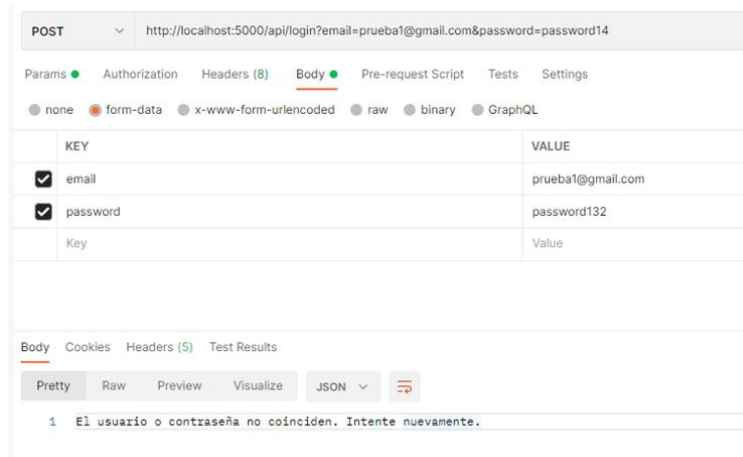 POST http://localhost:5000/api/login?email=prueba1@gmail.com&password=password14
Params Authorization Headers (8) Body Pre-request Script Tests Settings
none form-data x-www-form-urlencoded raw binary GraphQL
KEY VALUE
email prueba1@gmail.com
password password132
Key Value
Body Cookies Headers (5) Test Results
Pretty Raw Preview Visualize JSON
1 El usuario o contraseña no coinciden. Intente nuevamente.